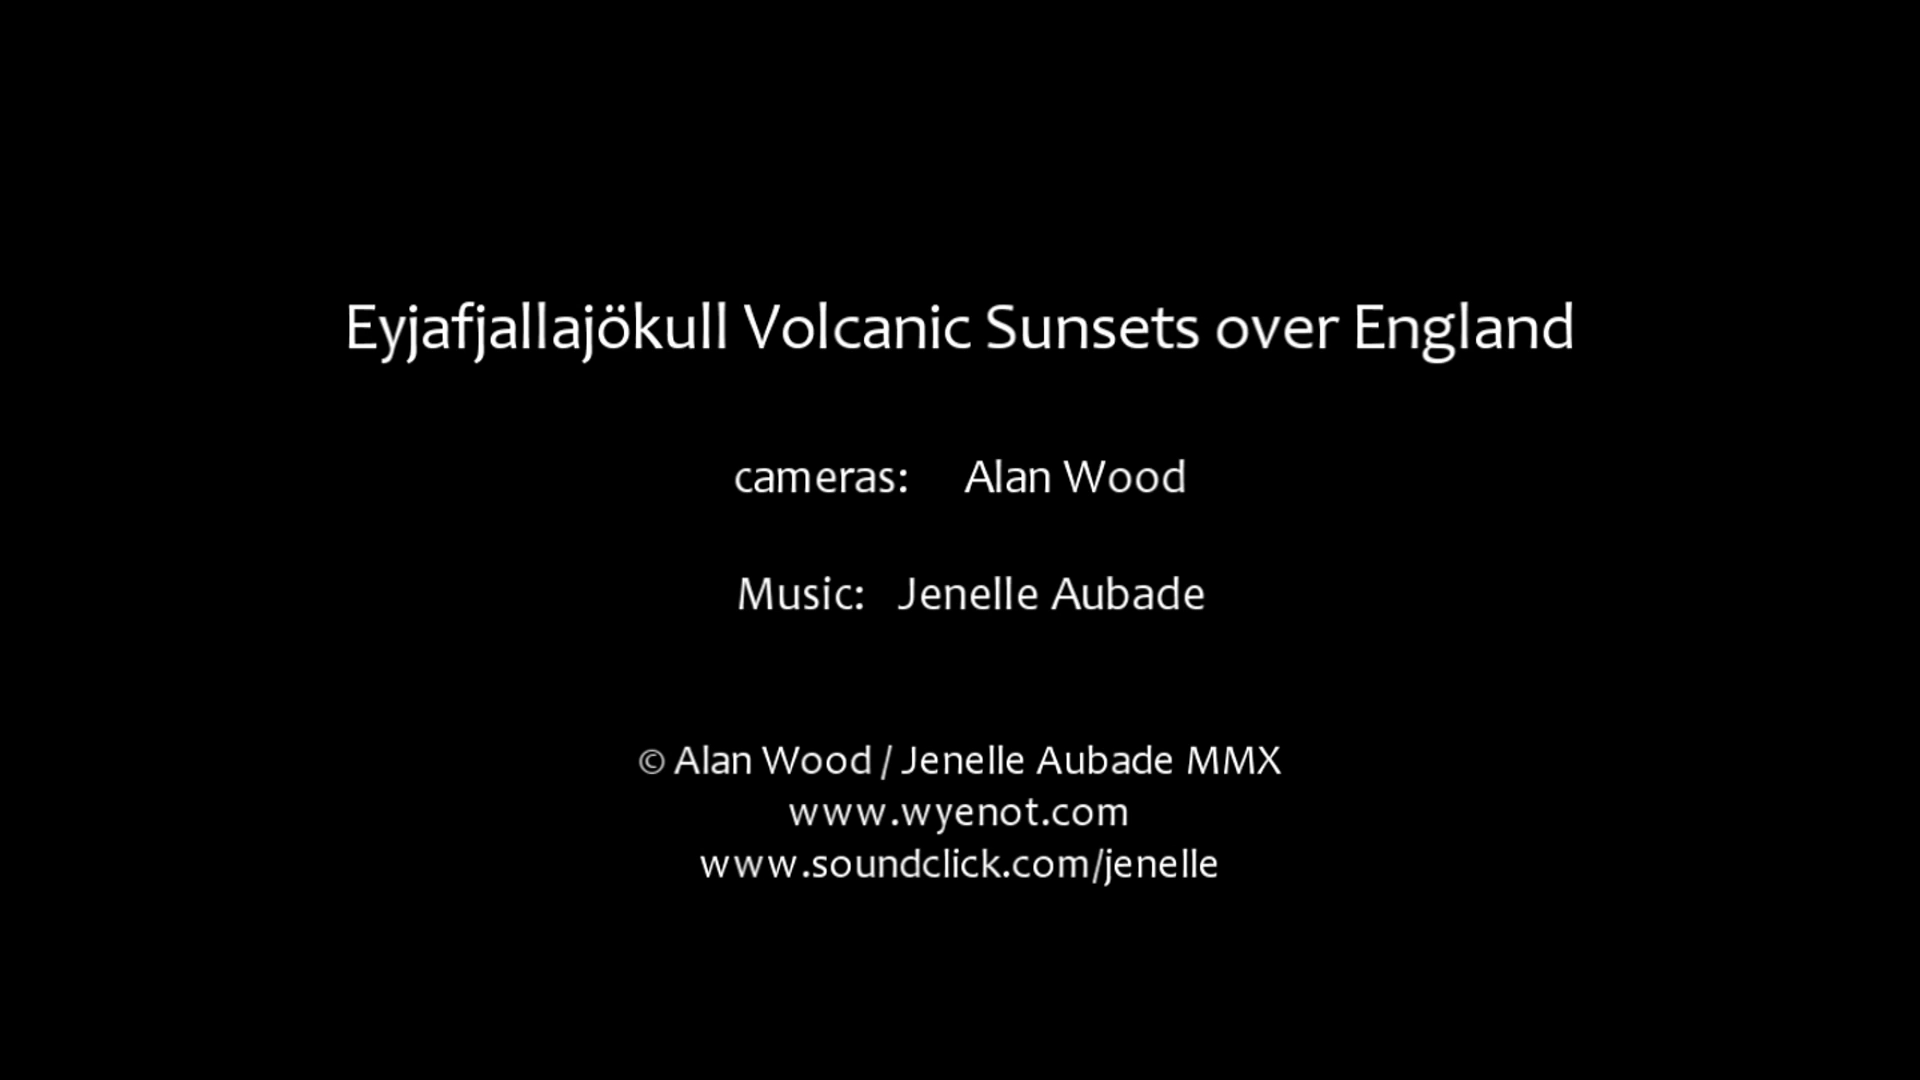 Eyjafjallajökull Volcanic Sunsets over England
cameras: Alan Wood
Music: Jenelle Aubade
© Alan Wood / Jenelle Aubade MMX
www.wyenot.com
www.soundclick.com/jenelle